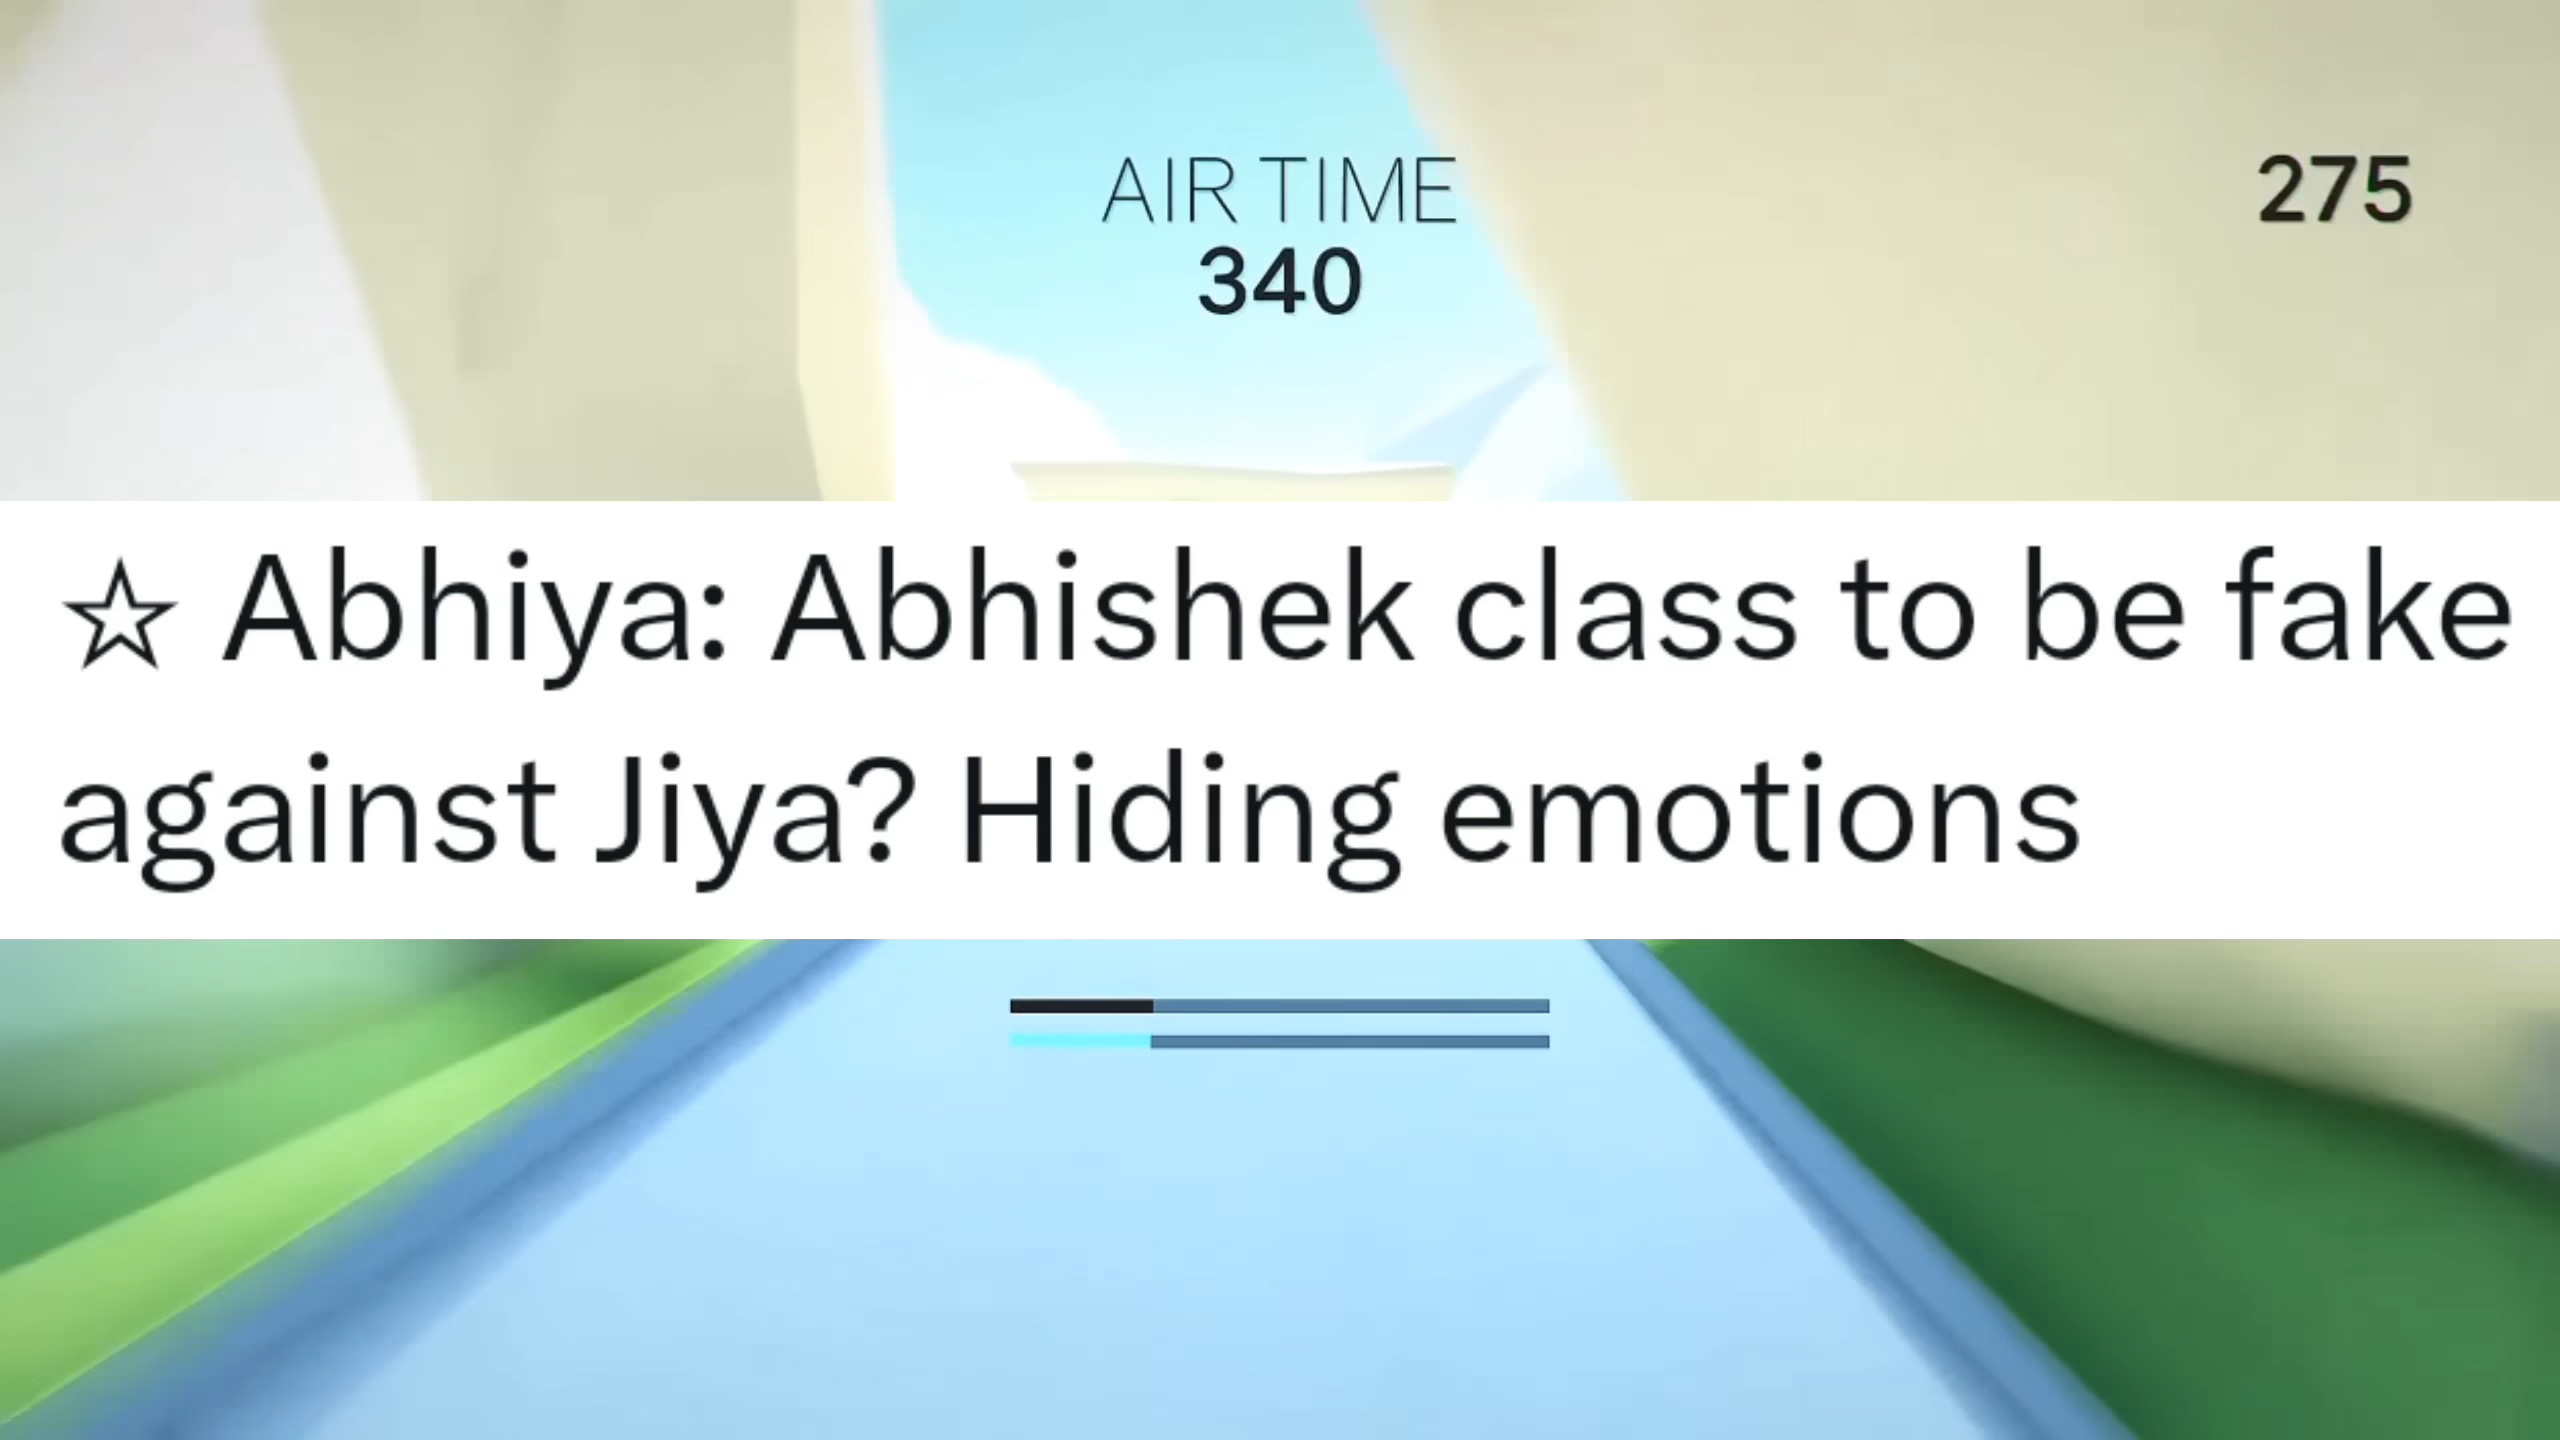 AIR TIME
275
340
☆ Abhiya: Abhishek class to be fake
against Jiya? Hiding emotions